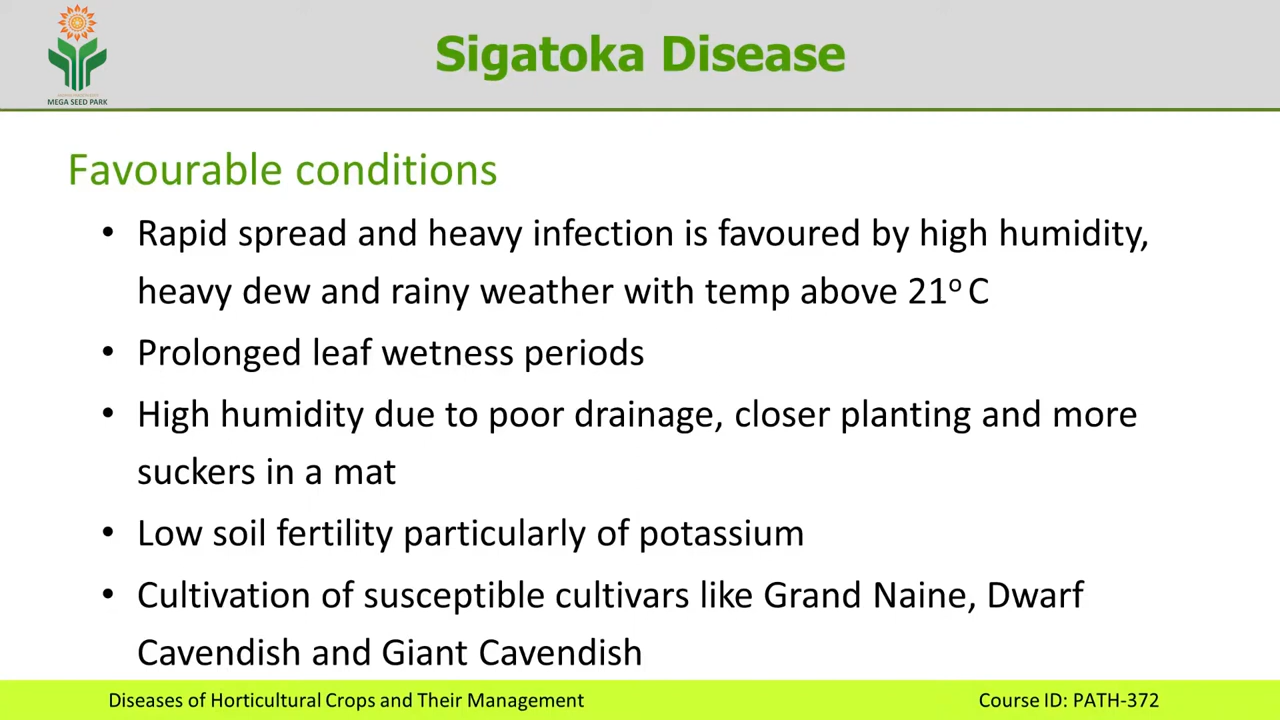 Sigatoka Disease
MEGA SEED PARK
Favourable conditions
• Rapid spread and heavy infection is favoured by high humidity,
heavy dew and rainy weather with temp above 21º C
• Prolonged leaf wetness periods
• High humidity due to poor drainage, closer planting and more
suckers in a mat
• Low soil fertility particularly of potassium
• Cultivation of susceptible cultivars like Grand Naine, Dwarf
Cavendish and Giant Cavendish
Diseases of Horticultural Crops and Their Management
Course ID: PATH-372